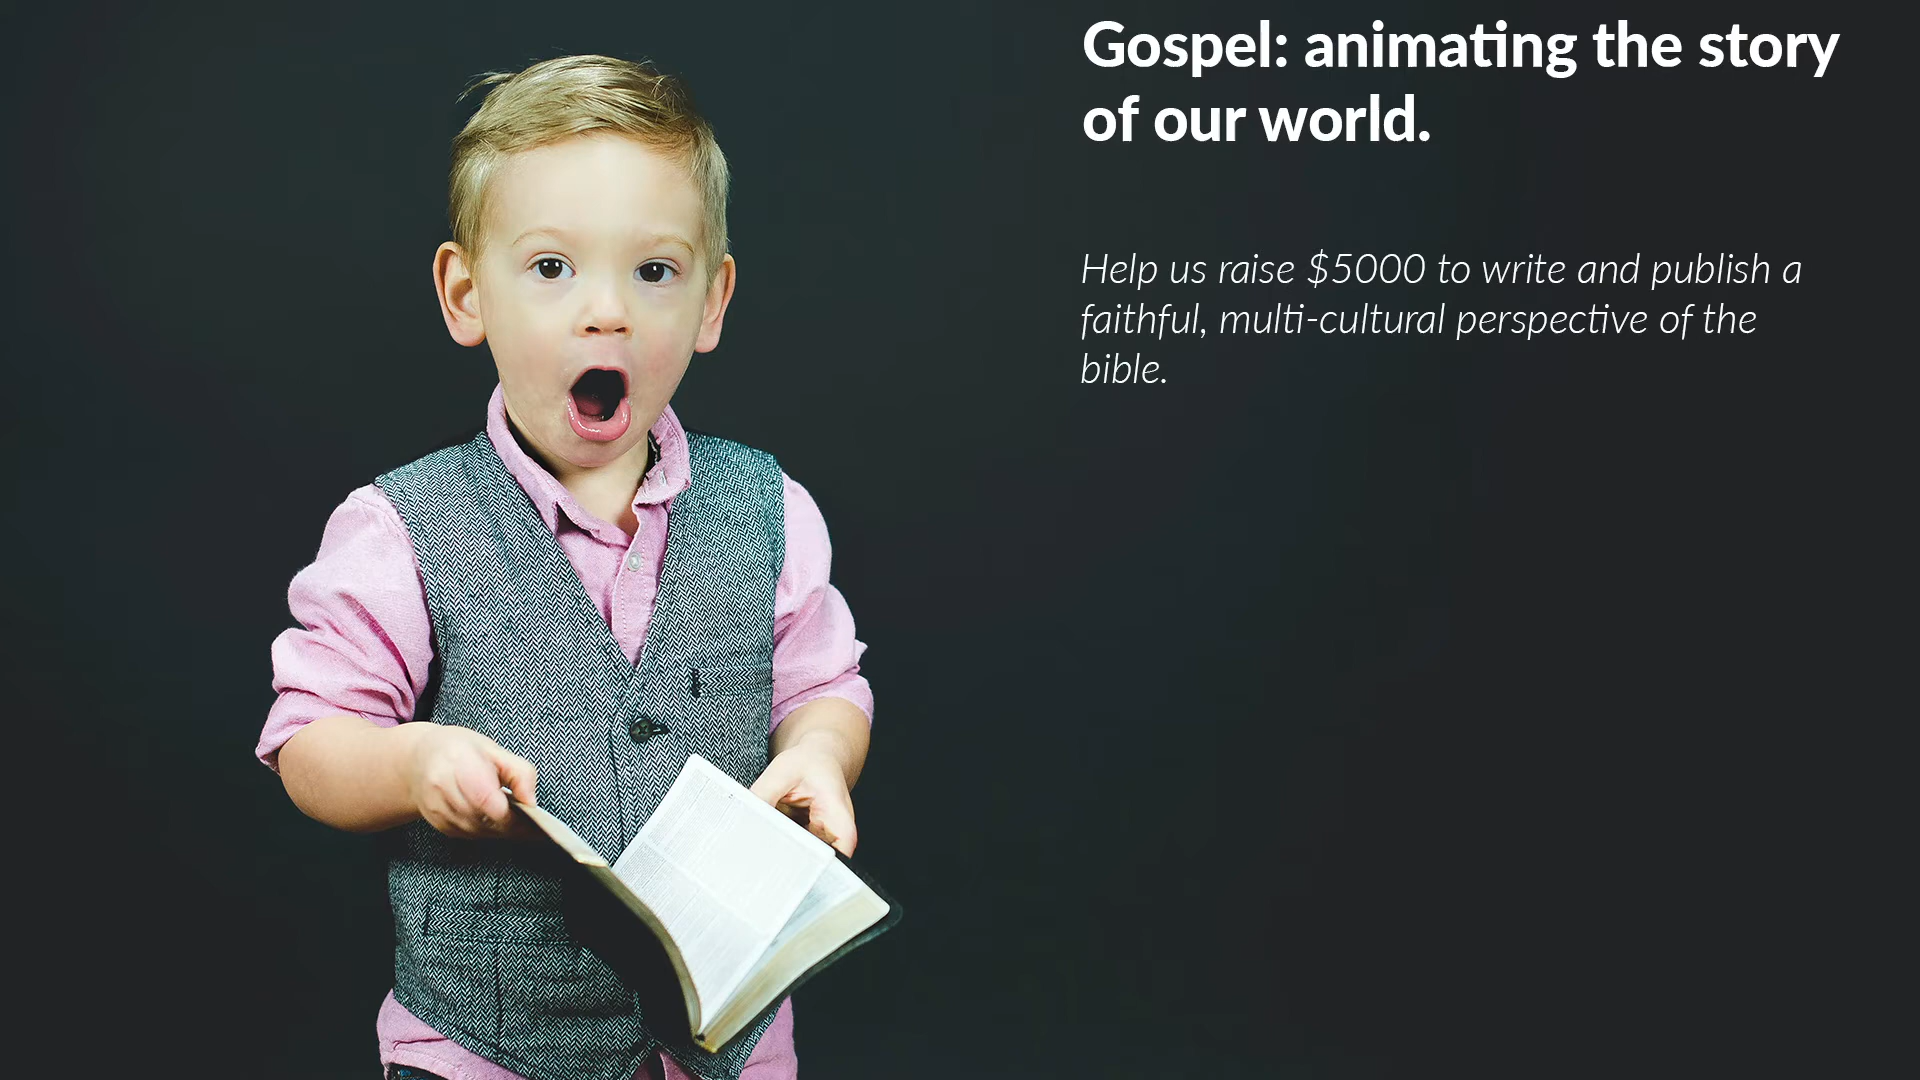 Gospel: animating the story
of our world.
Help us raise $5000 to write and publish a
faithful, multi-cultural perspective of the
bible.